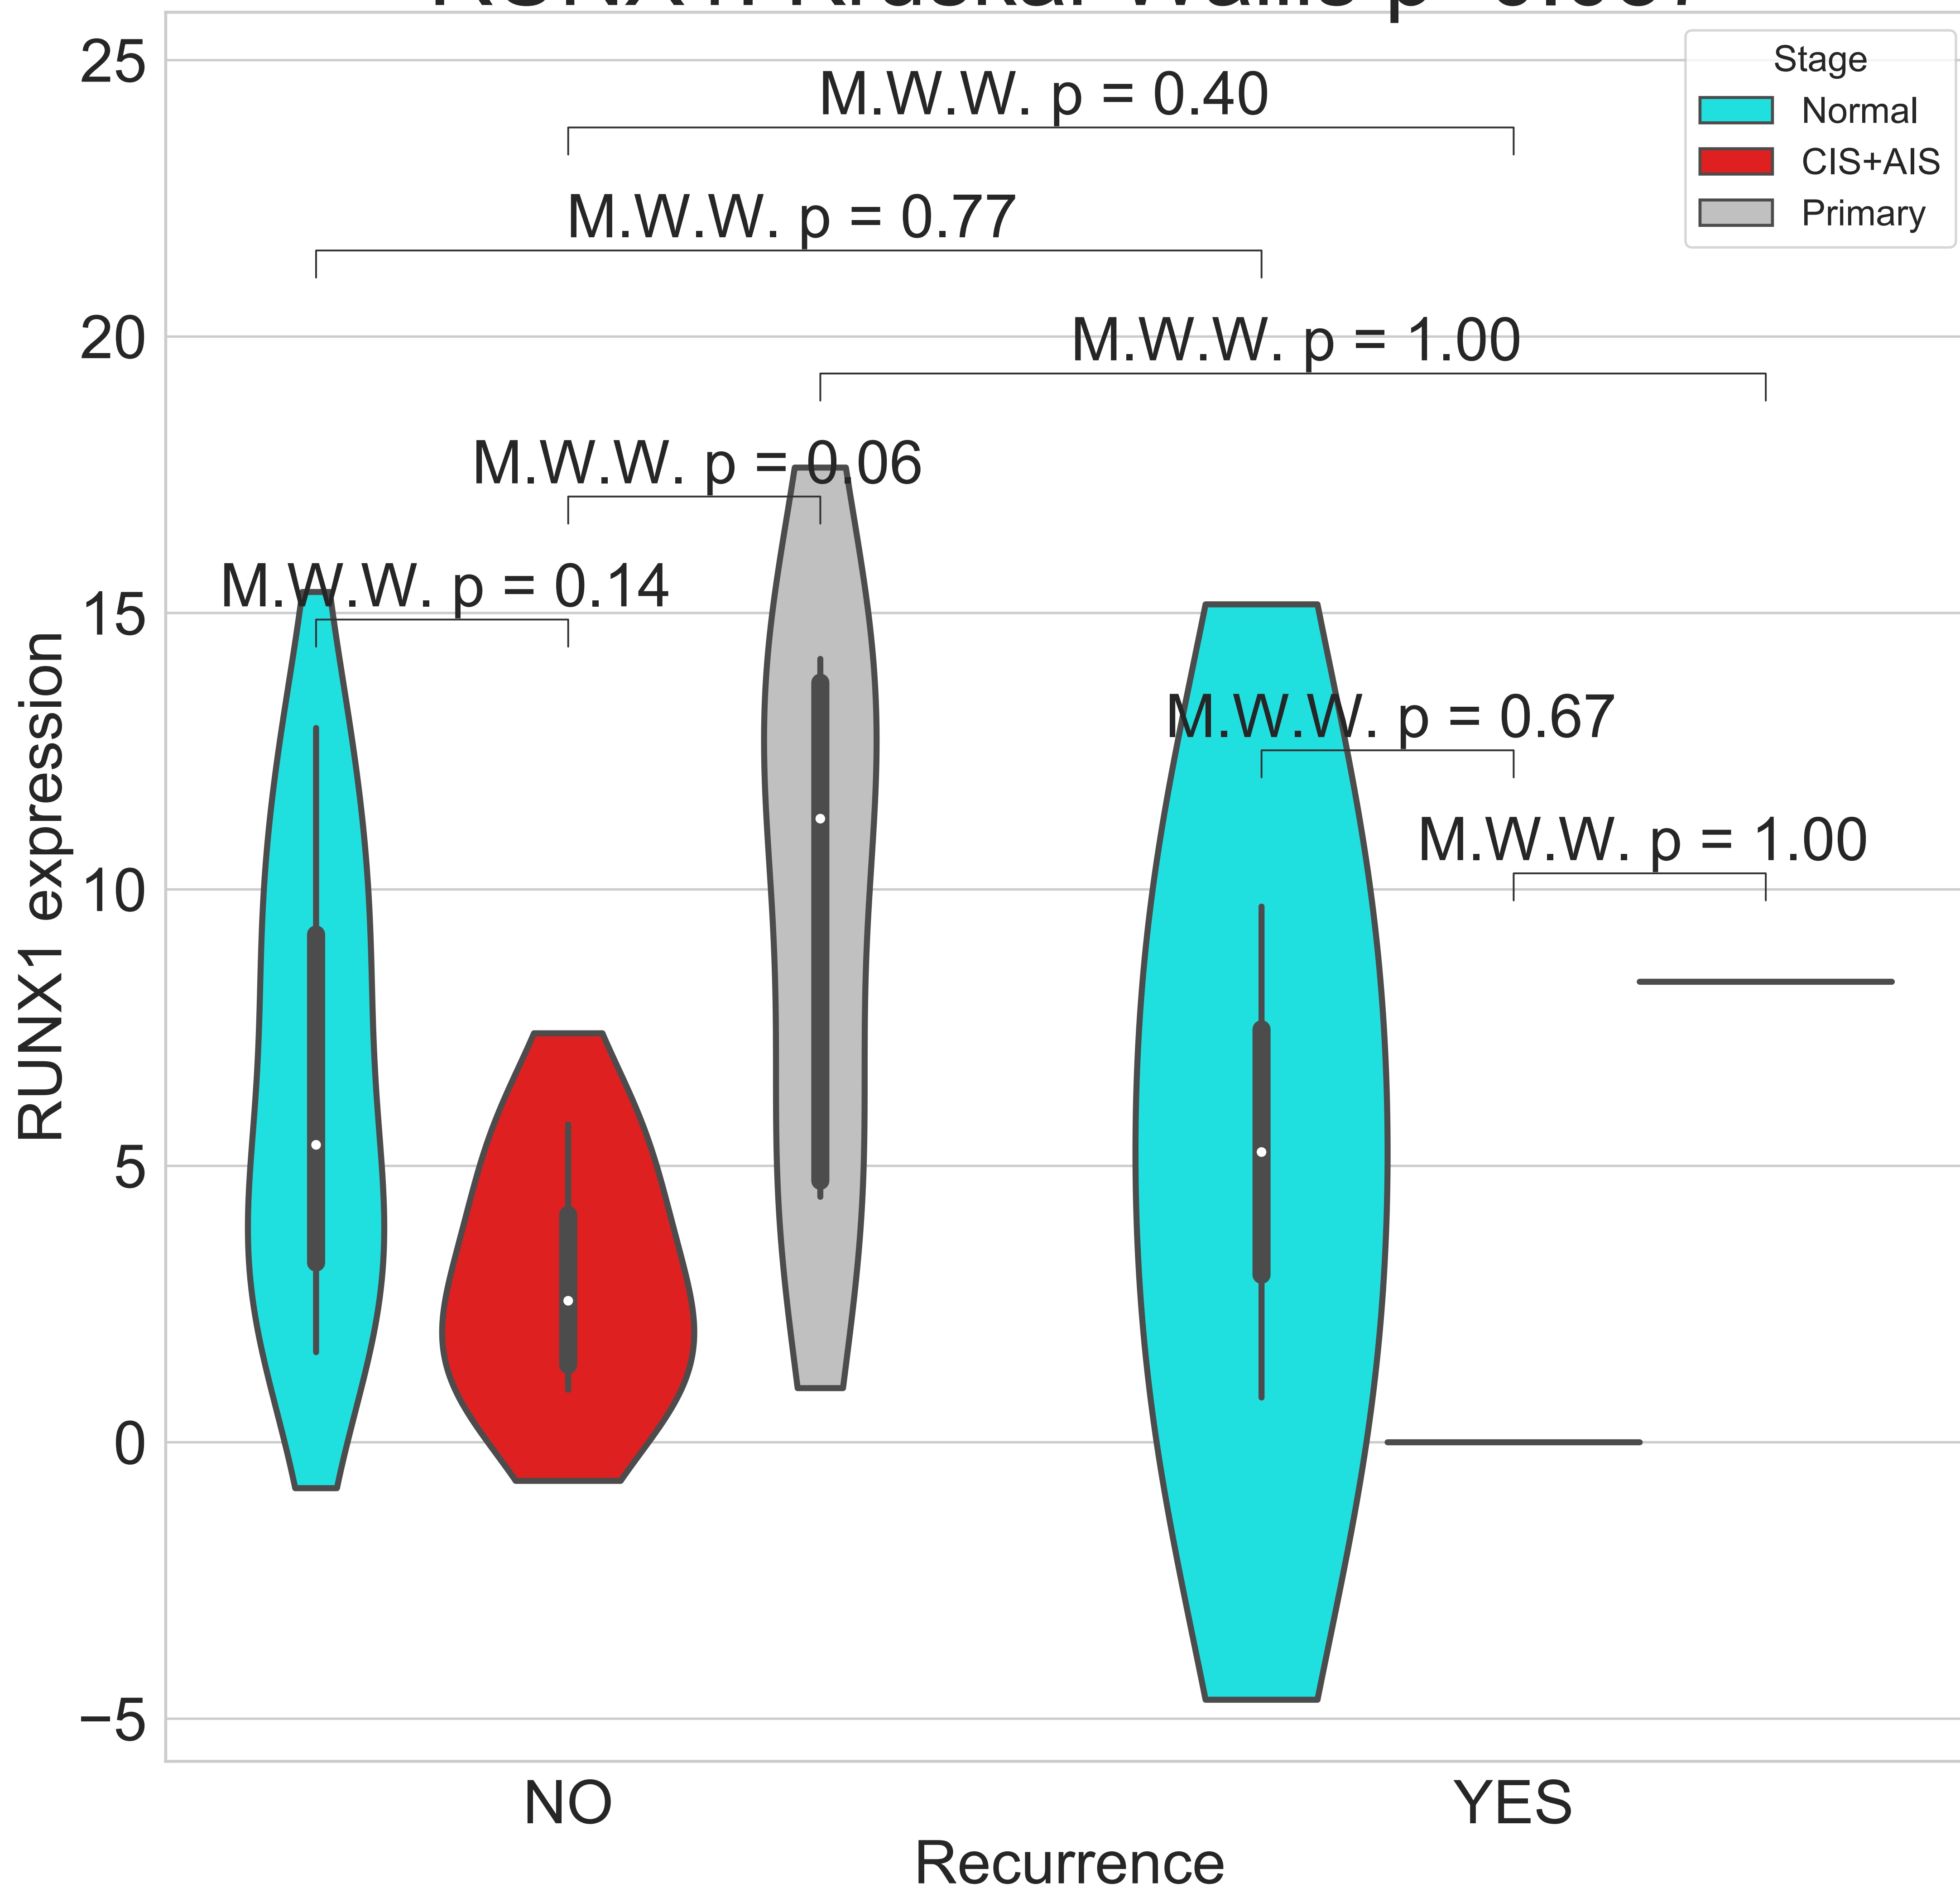 25
20
15
10
5
0
−5
RUNX1 expression
M.W.W. p = 0.40
M.W.W. p = 0.77
M.W.W. p = 1.00
M.W.W. p = 0.06
M.W.W. p = 0.14
M.W.W. p = 0.67
M.W.W. p = 1.00
Stage
Normal
CIS+AIS
Primary
NO
YES
Recurrence